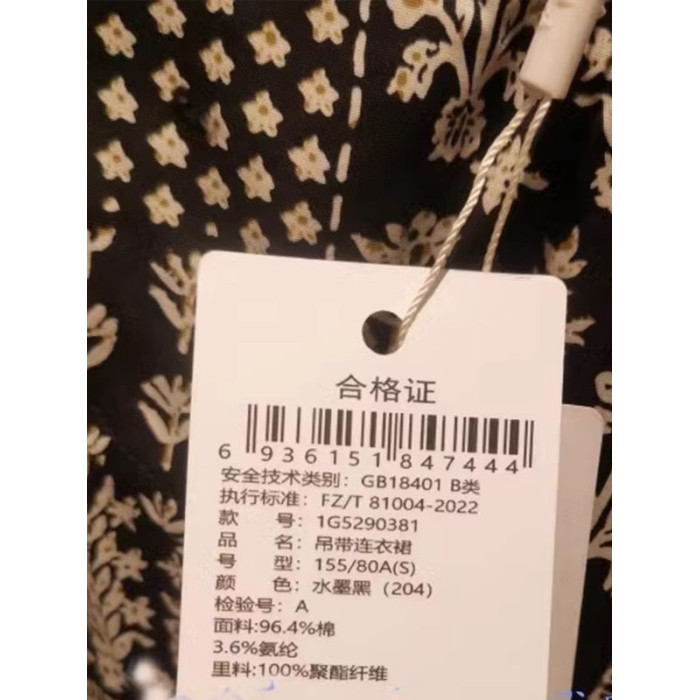 合格证
6 936151 847444
安全技术类别：GB18401 B类
执行标准：FZ/T 81004-2022
款 号：1G5290381
品 名：吊带连衣裙
号 型：155/80A(S)
颜 色：水墨黑（204）
检验号：A
面料:96.4%棉
3.6%氨纶
里料:100%聚酯纤维